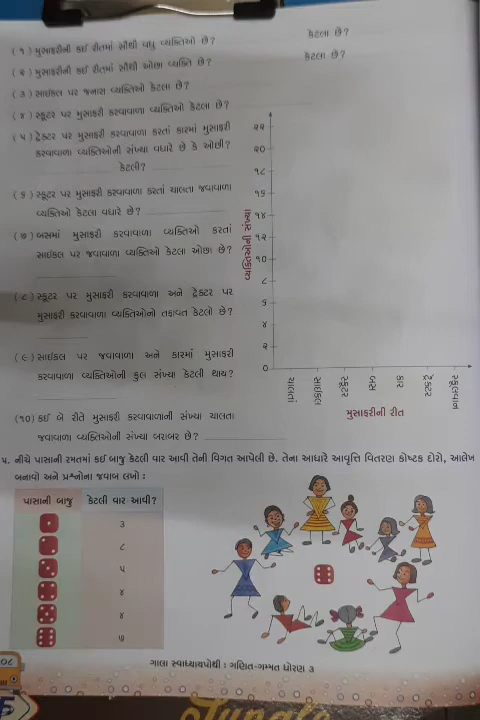 (૧) મુસાફરીની કઈ રીતમાં સૌથી વધુ વ્યક્તિઓ છે?
કેટલા છે?
(૨) મુસાફરીની કઈ રીતમાં સૌથી ઓછા વ્યક્તિ છે?
કેટલા છે?
(૩) સાઈકલ પર જનાસ વ્યક્તિઓ કેટલા છે?
(૪) સ્કૂટર પર મુસાફરી કરવાવાળા વ્યક્તિઓ કેટલા છે?
(૫) ટ્રેક્ટર પર મુસાફરી કરવાવાળા કરતાં કારમાં મુસાફરી
કરવાવાળા વ્યક્તિઓની સંખ્યા વધારે છે કે ઓછી?
કેટલી?
(૬) સ્કૂટર પર મુસાફરી કરવાવાળા કરતા ચાલતા જવાવાળા
વ્યક્તિઓ કેટલા વધારે છે?
(૭) બસમાં મુસાફરી કરવાવાળા વ્યક્તિઓ કરતાં
સાઈકલ પર જવાવાળા વ્યક્તિઓ કેટલા ઓછા છે?
(૮) સ્કૂટર પર મુસાફરી કરવાવાળા અને ટ્રેક્ટર પર
મુસાફરી કરવાવાળા વ્યક્તિઓનો તફાવત કેટલો છે?
(૯) સાઈકલ પર જવાવાળા અને કારમાં મુસાફરી
કરવાવાળા વ્યક્તિઓની કુલ સંખ્યા કેટલી થાય?
(૧૦) કઈ બે રીતે મુસાફરી કરવાવાળાની સંખ્યા ચાલતા
જવાવાળા વ્યક્તિઓની સંખ્યા બરાબર છે?
વ્યક્તિઓની સંખ્યા
૨૨
૨૦
૧૮
૧૬
૧૪
૧૨
૧૦
૮
૬
૪
૨
૦
ચાલતાં
સાઈકલ
સ્કૂટર
બસ
કાર
ટ્રેક્ટર
સ્કૂલવાન
મુસાફરીની રીત
૫. નીચે પાસાની રમતમાં કઈ બાજુ કેટલી વાર આવી તેની વિગત આપેલી છે. તેના આધારે આવૃત્તિ વિતરણ કોષ્ટક દોરો, આલેખ
બનાવો અને પ્રશ્નોના જવાબ લખો :
પાસાની બાજુ કેટલી વાર આવી?
૩
૮
૫
૪
૪
૭
ગાલા સ્વાધ્યાયપોથી : ગણિત-ગમ્મત ધોરણ ૩